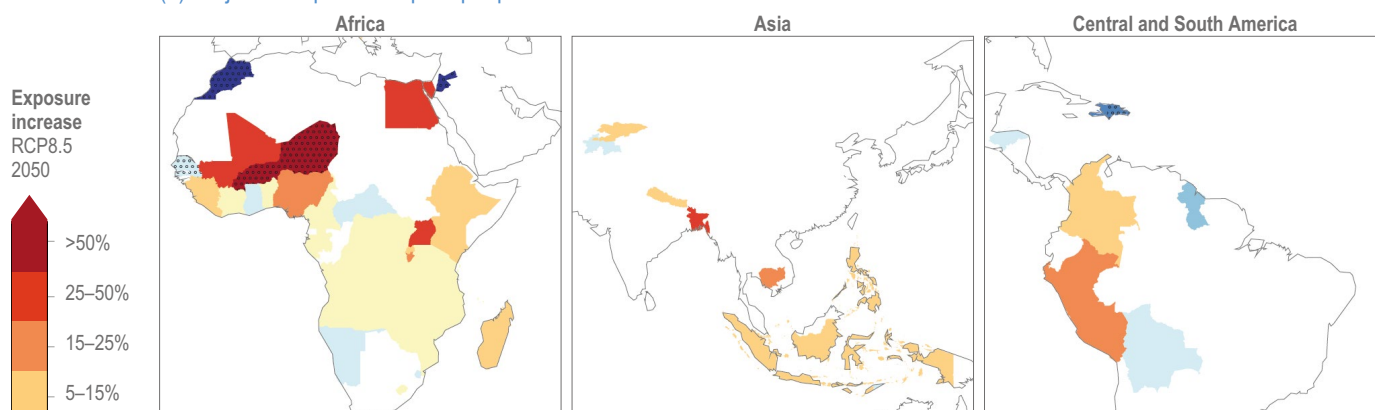 Africa
Asia
Central and South America
Exposure
increase
RCP8.5
2050
>50%
25–50%
15–25%
5–15%